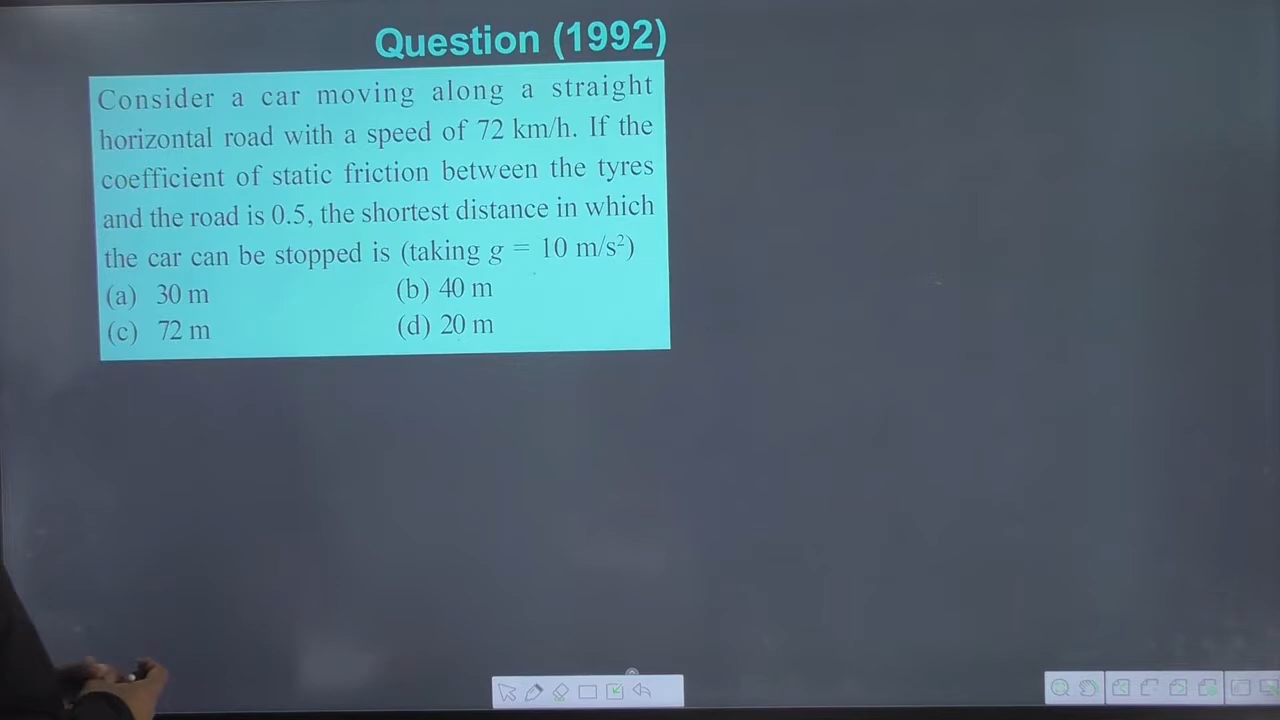 Question (1992)
Consider a car moving along a straight
horizontal road with a speed of 72 km/h. If the
coefficient of static friction between the tyres
and the road is 0.5, the shortest distance in which
the car can be stopped is (taking g = 10 m/s²)
(a) 30 m (b) 40 m
(c) 72 m (d) 20 m